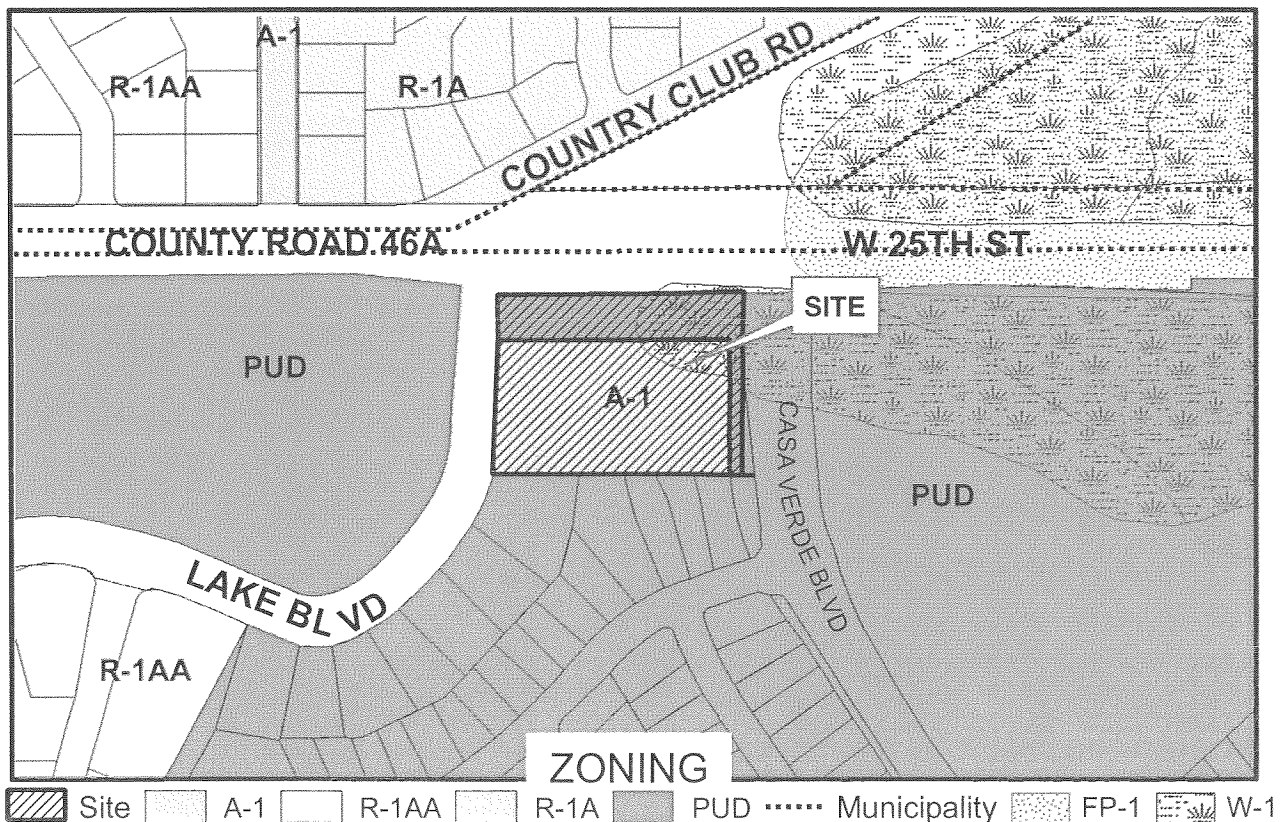 A-1
R-1AA
R-1A
COUNTRY CLUB RD
COUNTY ROAD 46A
W 25TH ST
SITE
PUD
A-1
CASA VERDE BLVD
PUD
LAKE BLVD
R-1AA
ZONING
Site A-1 R-1AA R-1A PUD Municipality FP-1 W-1